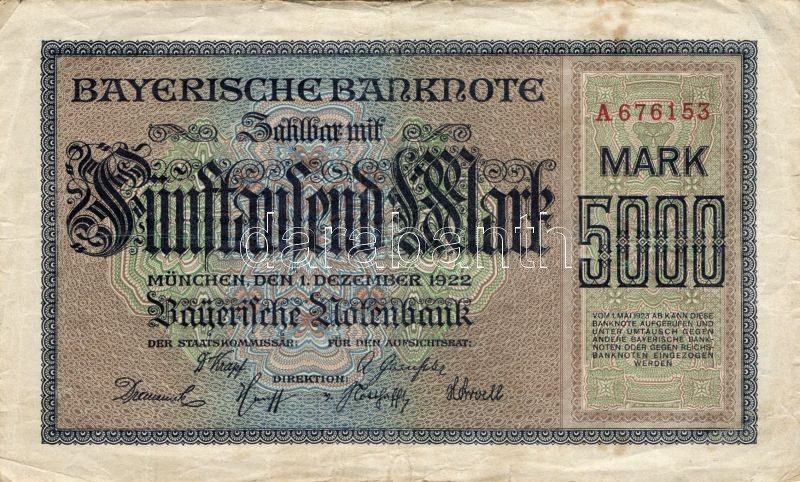 BAYERISCHE BANKNOTE
Zahlbar mit
Fünftausend Mark
MÜNCHEN, DEN 1. DEZEMBER 1922
Bayerische Notenbank
DER STAATSKOMMISSÄR: FÜR DEN AUFSICHTSRAT:
DIREKTION:
A 676153
MARK
5000
VOM 1. MAI 1923 AB KANN DIESE
BANKNOTE AUFGERUFEN UND
UNTER UMTAUSCH GEGEN
ANDERE BAYERISCHE BANK-
NOTEN ODER GEGEN REICHS-
BANKNOTEN EINGEZOGEN
WERDEN
darabanth